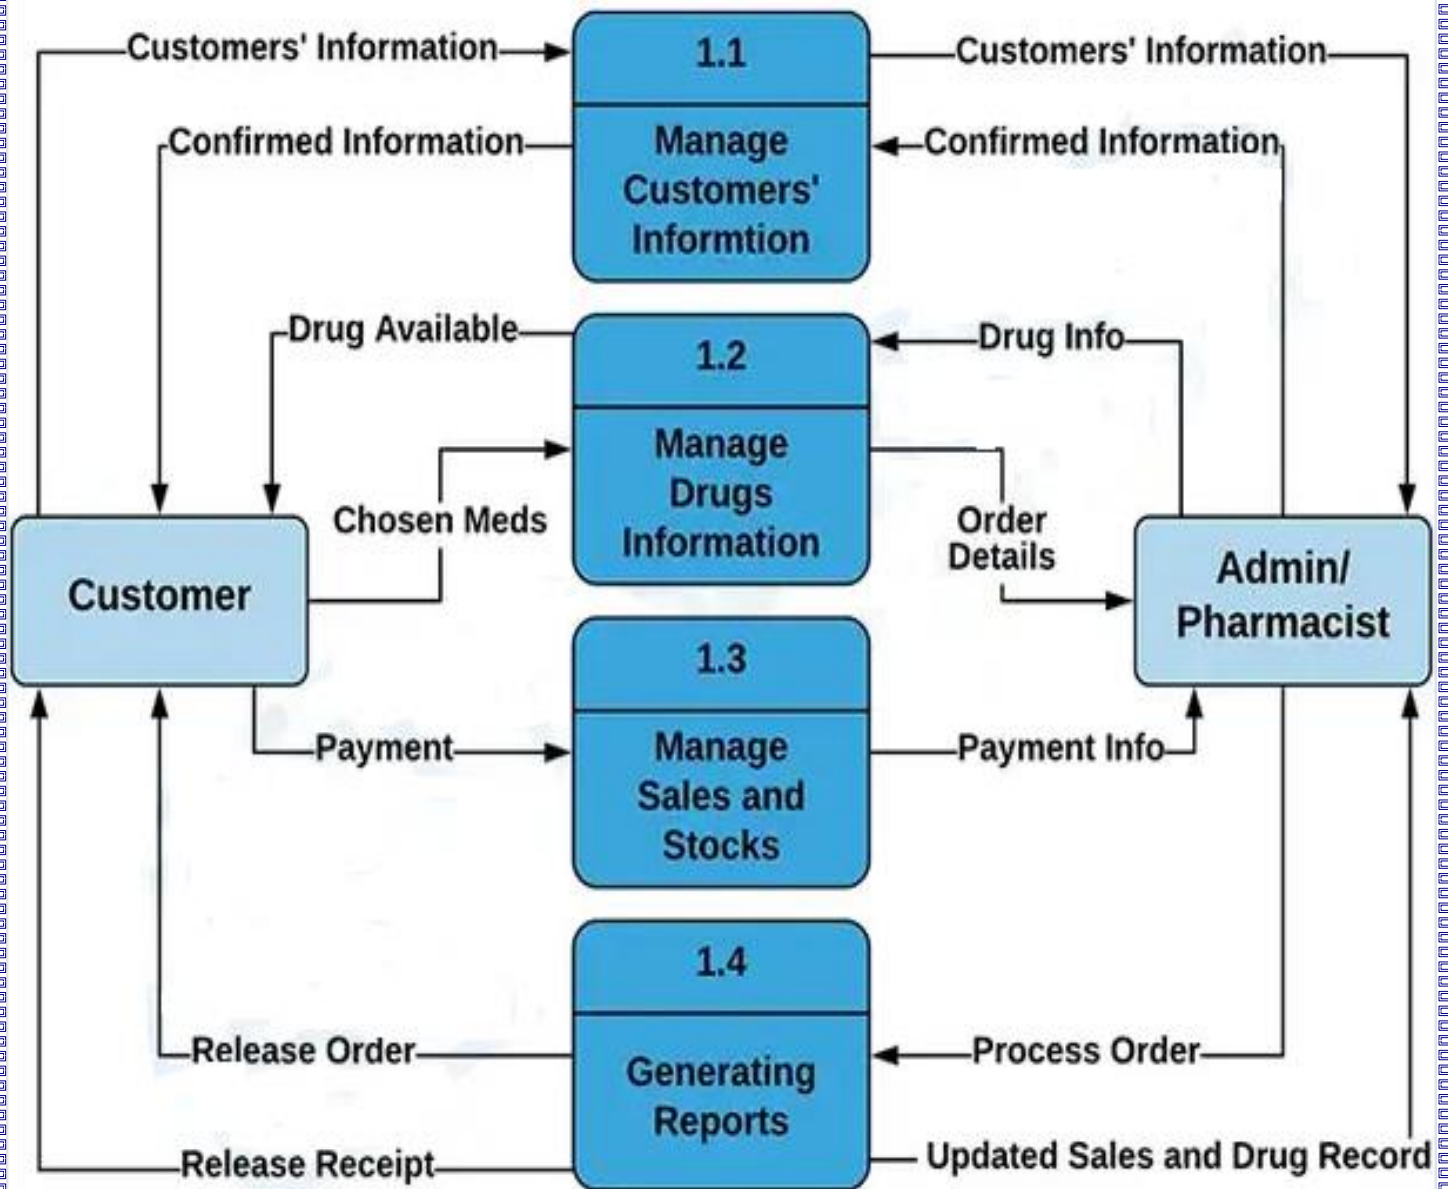 Customers' Information
1.1
Customers' Information
Confirmed Information
Manage
Customers'
Informtion
Confirmed Information
Drug Available
1.2
Drug Info
Manage
Drugs
Information
Chosen Meds
Order
Details
Customer
Admin/
Pharmacist
1.3
Payment
Manage
Sales and
Stocks
Payment Info
1.4
Release Order
Generating
Reports
Process Order
Release Receipt
Updated Sales and Drug Record